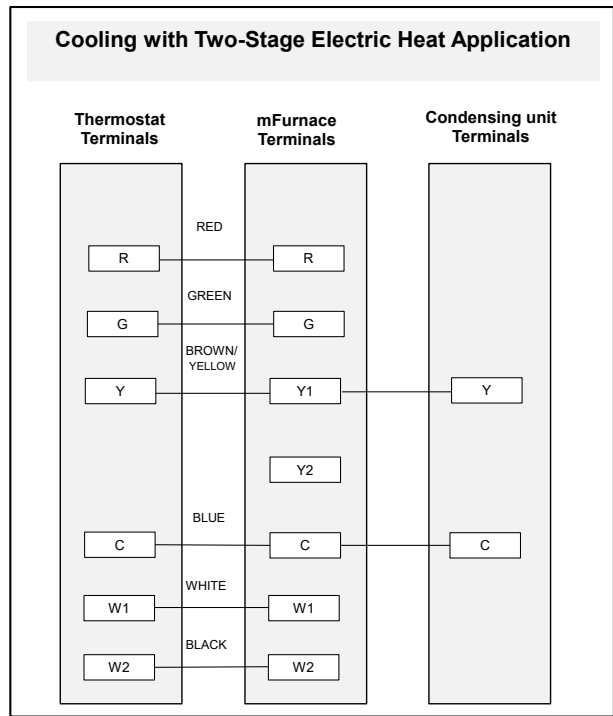 Cooling with Two-Stage Electric Heat Application
Thermostat
Terminals
mFurnace
Terminals
Condensing unit
Terminals
RED
R
R
GREEN
G
G
BROWN/
YELLOW
Y
Y1
Y
Y2
BLUE
C
C
C
WHITE
W1
W1
BLACK
W2
W2